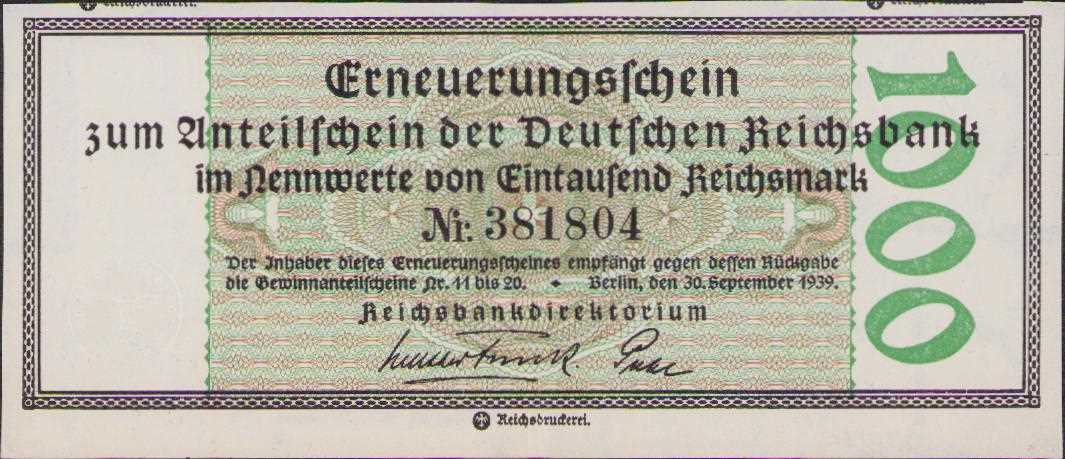 Erneuerungsschein
zum Anteilschein der Deutschen Reichsbank
im Nennwerte von Eintausend Reichsmark
Nr: 381804
Der Inhaber dieses Erneuerungsscheines empfängt gegen dessen Rückgabe
die Gewinnanteilscheine Nr. 11 bis 20. ✦ Berlin, den 30. September 1939.
Reichsbankdirektorium
1000
Reichsdruckerei.